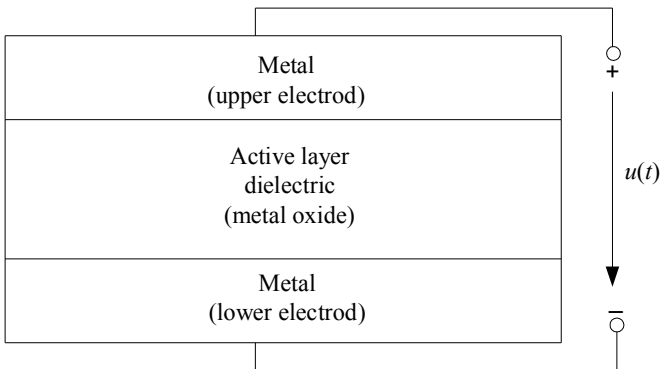 Metal
(upper electrod)
+
Active layer
dielectric
(metal oxide)
u(t)
Metal
(lower electrod)
−